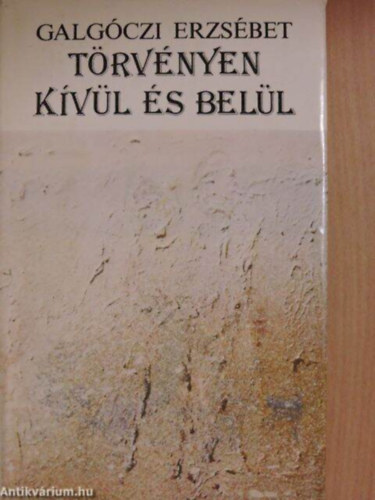 GALGÓCZI ERZSÉBET
TÖRVÉNYEN
KÍVÜL ÉS BELÜL
Antikvárium.hu